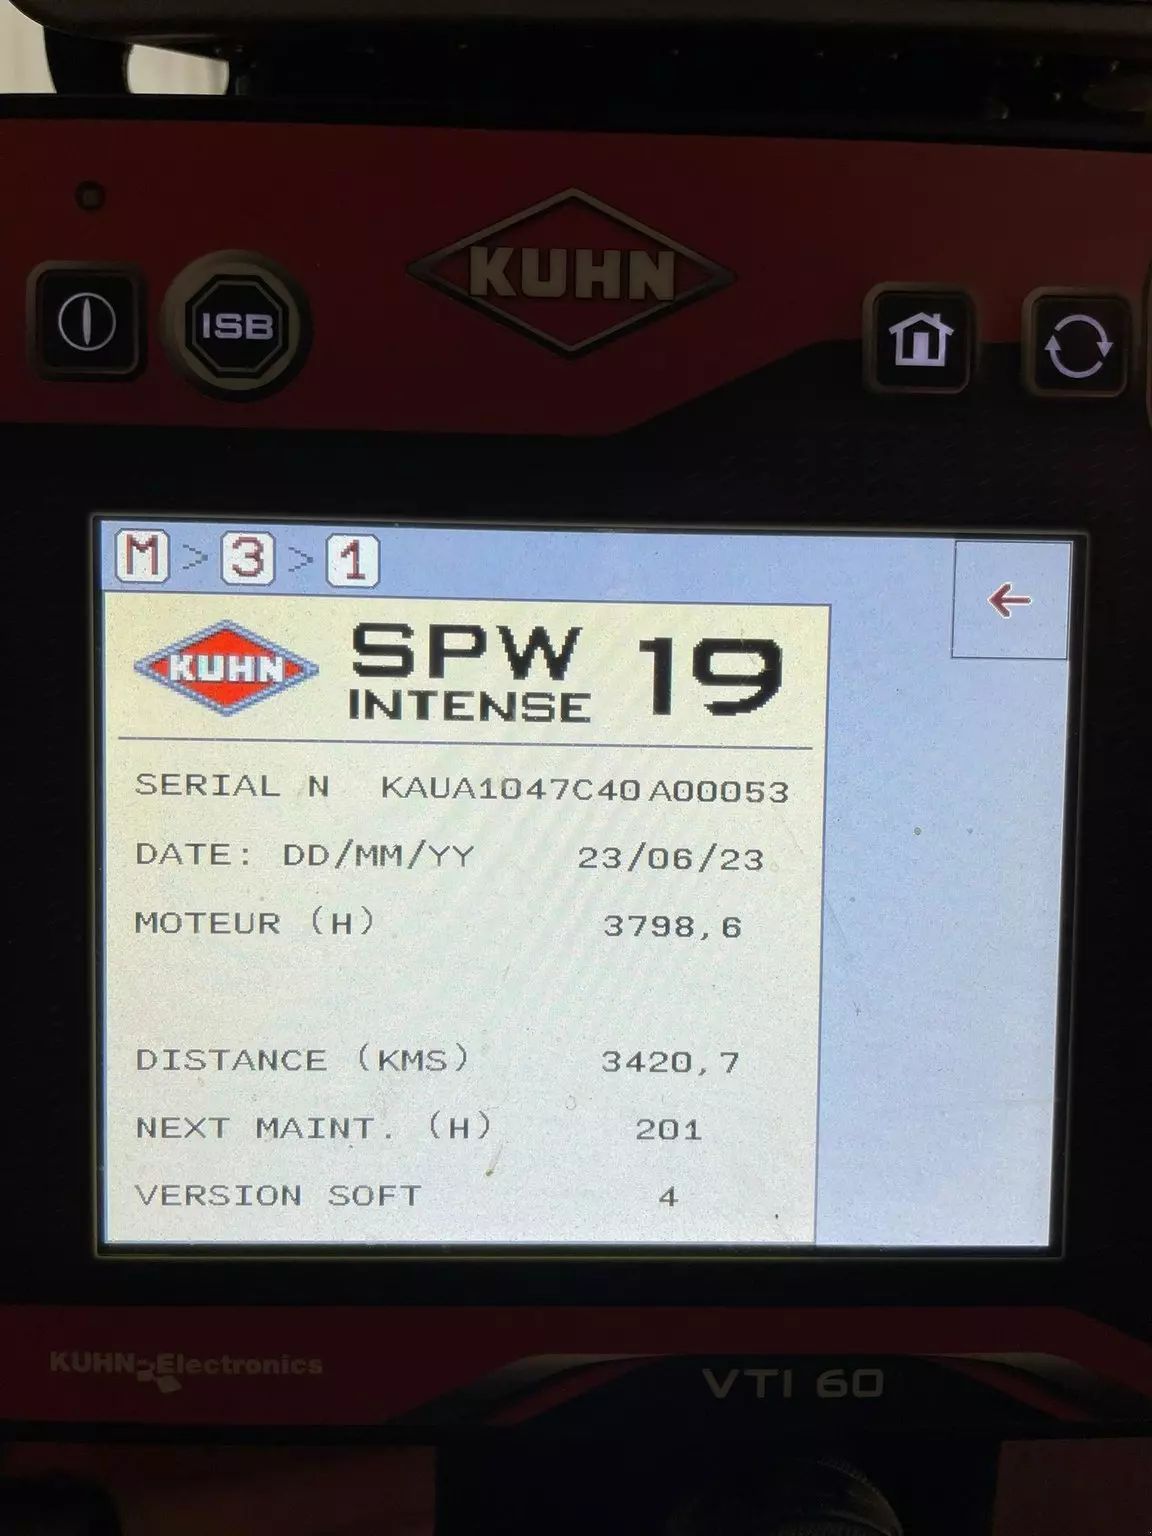 KUHN
ISB
M > 3 > 1
KUHN SPW INTENSE 19
SERIAL N KAUA1047C40A00053
DATE: DD/MM/YY 23/06/23
MOTEUR (H) 3798,6
DISTANCE (KMS) 3420,7
NEXT MAINT. (H) 201
VERSION SOFT 4
KUHN Electronics
VTI 60